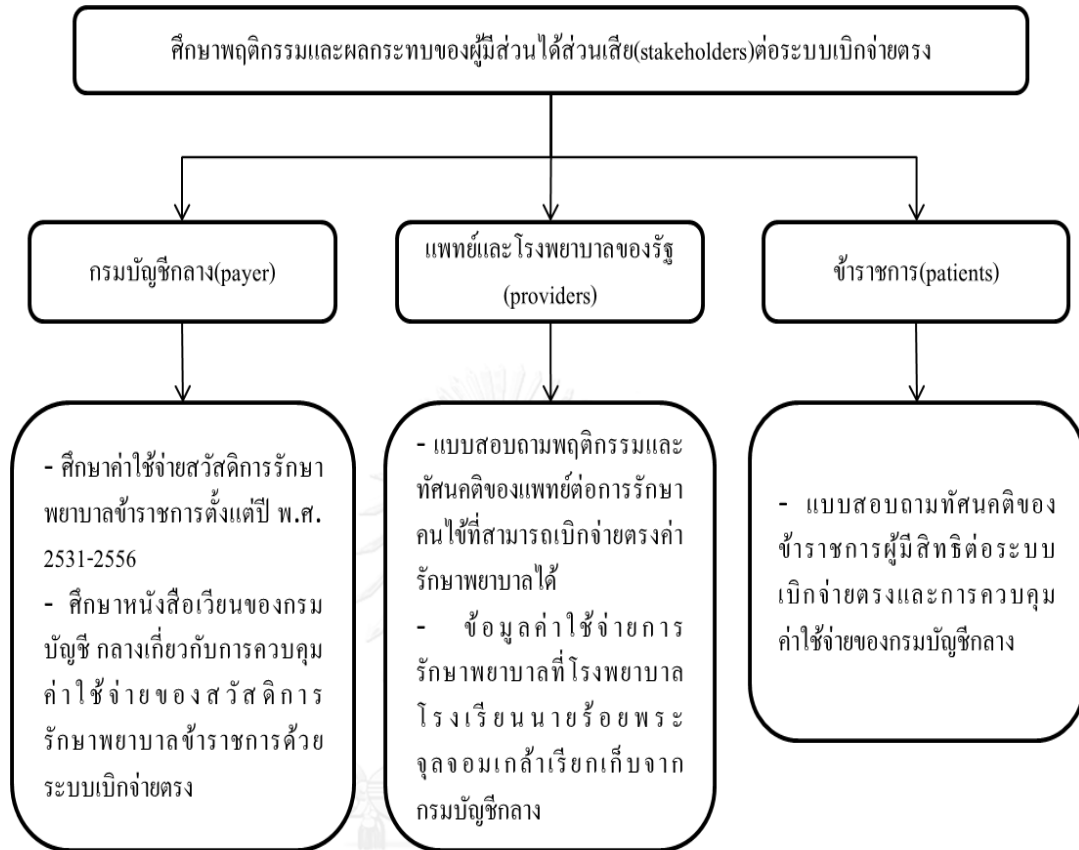 ศึกษาพฤติกรรมและผลกระทบของผู้มีส่วนได้ส่วนเสีย(stakeholders)ต่อระบบเบิกจ่ายตรง
กรมบัญชีกลาง(payer)
แพทย์และโรงพยาบาลของรัฐ
(providers)
ข้าราชการ(patients)
- ศึกษาค่าใช้จ่ายสวัสดิการรักษา
พยาบาลข้าราชการตั้งแต่ปี พ.ศ.
2531-2556
- ศึกษาหนังสือเวียนของกรม
บัญชี กลางเกี่ยวกับการควบคุม
ค่าใช้จ่ายของสวัสดิการ
รักษาพยาบาลข้าราชการด้วย
ระบบเบิกจ่ายตรง
- แบบสอบถามพฤติกรรมและ
ทัศนคติของแพทย์ต่อการรักษา
คนไข้ที่สามารถเบิกจ่ายตรงค่า
รักษาพยาบาลได้
- ข้อมูลค่าใช้จ่ายการ
รักษาพยาบาลที่โรงพยาบาล
โรงเรียนนายร้อยพระ
จุลจอมเกล้าเรียกเก็บจาก
กรมบัญชีกลาง
- แบบสอบถามทัศนคติของ
ข้าราชการผู้มีสิทธิต่อระบบ
เบิกจ่ายตรงและการควบคุม
ค่าใช้จ่ายของกรมบัญชีกลาง